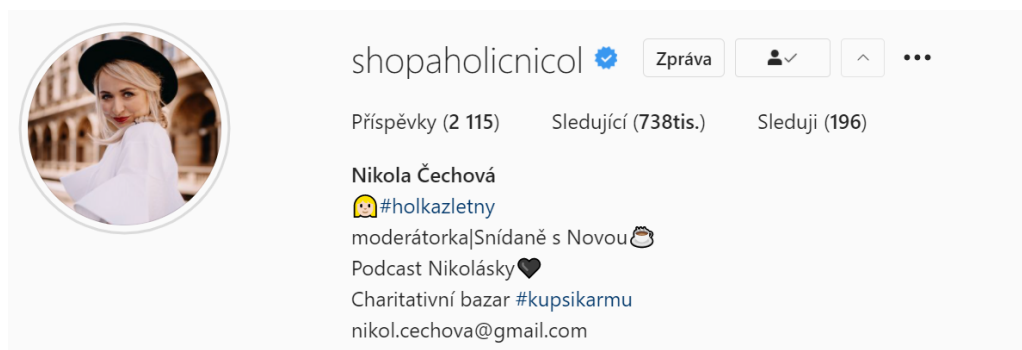 shopaholicnicol Zpráva
Příspěvky (2 115) Sledující (738tis.) Sleduji (196)
Nikola Čechová
#holkazletny
moderátorka|Snídaně s Novou
Podcast Nikolásky
Charitativní bazar #kupsikarmu
nikol.cechova@gmail.com